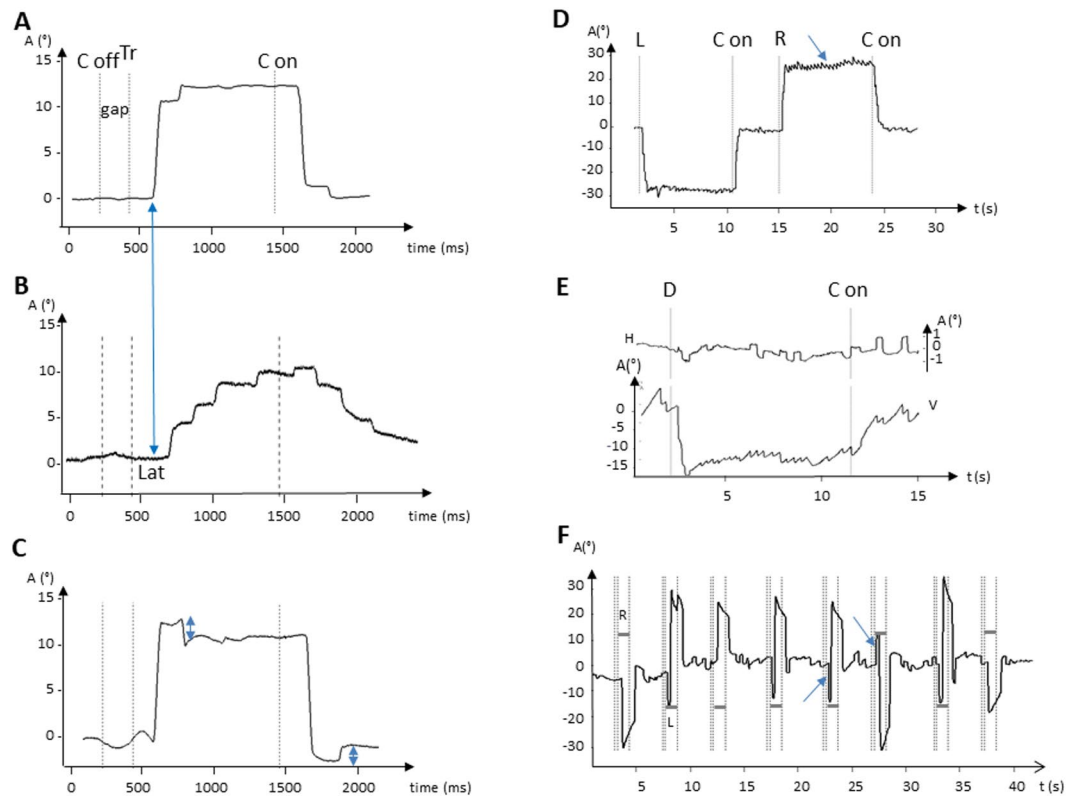 A
A (°)
C off Tr
C on
gap
15
10
5
0
0 500 1000 1500 2000 time (ms)
B
A (°)
15
10
5
0
Lat
0 500 1000 1500 2000 time (ms)
C
A (°)
15
10
5
0
0 500 1000 1500 2000 time (ms)
D
A(°)
L C on R C on
30
30
10
0
-10
-20
-30
5 10 15 20 25 30 t (s)
E
D C on
H
A (°)
1
0
-1
A(°)
0
-5
-10
-15
V
5 10 15 t (s)
F
A(°)
30
20
10
0
-10
-20
-30
R
L
5 10 15 20 25 30 35 40 t (s)